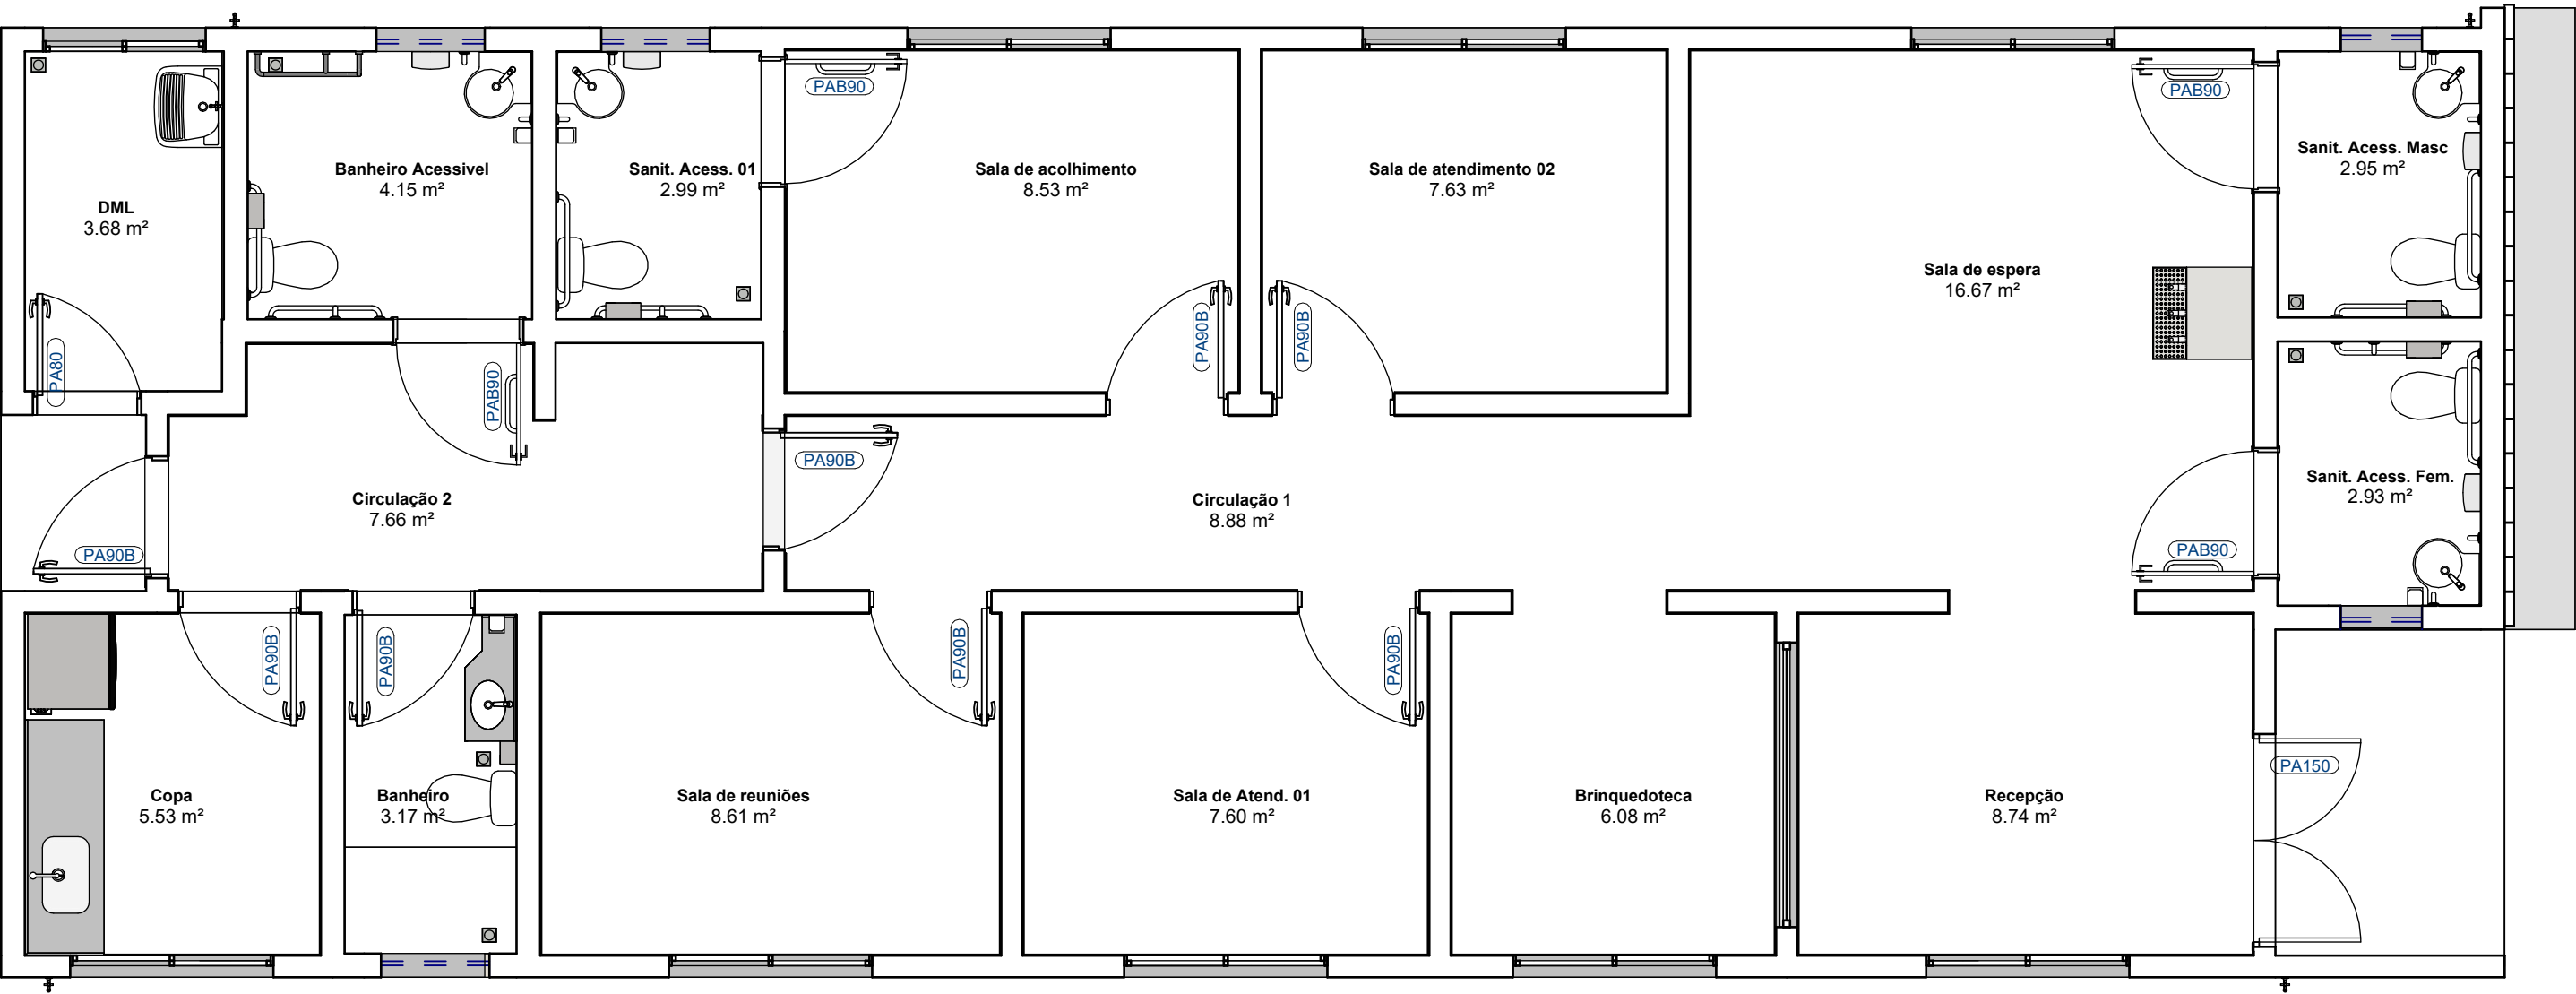 PAB90
PAB90
Banheiro Acessivel
4.15 m²
Sanit. Acess. 01
2.99 m²
Sala de acolhimento
8.53 m²
Sala de atendimento 02
7.63 m²
Sanit. Acess. Masc
2.95 m²
DML
3.68 m²
Sala de espera
16.67 m²
PA80
PAB90
PA90B
PA90B
PA90B
Circulação 2
7.66 m²
Circulação 1
8.88 m²
Sanit. Acess. Fem.
2.93 m²
PA90B
PAB90
PA90B
PA90B
PA90B
PA90B
PA150
Copa
5.53 m²
Banheiro
3.17 m²
Sala de reuniões
8.61 m²
Sala de Atend. 01
7.60 m²
Brinquedoteca
6.08 m²
Recepção
8.74 m²